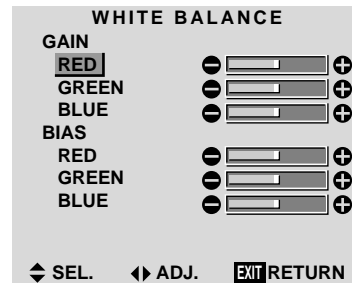 WHITE BALANCE
GAIN
RED
GREEN
BLUE
BIAS
RED
GREEN
BLUE
SEL. ADJ. EXIT RETURN